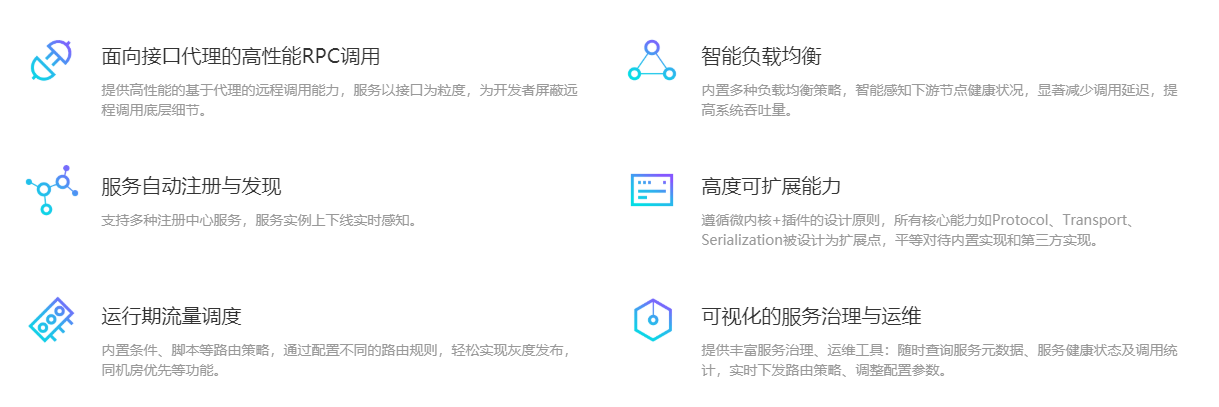 面向接口代理的高性能RPC调用
提供高性能的基于代理的远程调用能力，服务以接口为粒度，为开发者屏蔽远
程调用底层细节。
智能负载均衡
内置多种负载均衡策略，智能感知下游节点健康状况，显著减少调用延迟，提
高系统吞吐量。
服务自动注册与发现
支持多种注册中心服务，服务实例上下线实时感知。
高度可扩展能力
遵循微内核+插件的设计原则，所有核心能力如Protocol、Transport、
Serialization被设计为扩展点，平等对待内置实现和第三方实现。
运行期流量调度
内置条件、脚本等路由策略，通过配置不同的路由规则，轻松实现灰度发布，
同机房优先等功能。
可视化的服务治理与运维
提供丰富服务治理、运维工具：随时查询服务元数据、服务健康状态及调用统
计，实时下发路由策略、调整配置参数。